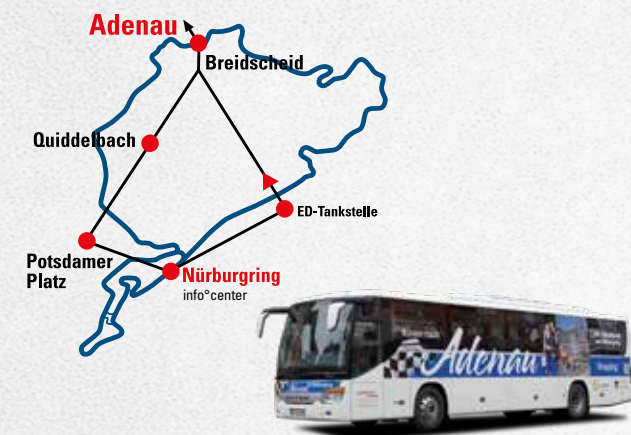 Adenau
Breidscheid
Quiddelbach
ED-Tankstelle
Potsdamer
Platz
Nürburgring
info°center
Adenau